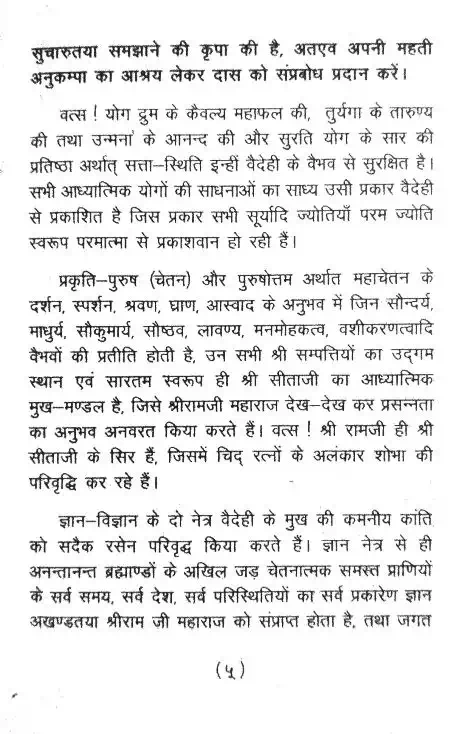 सुचारुतया समझाने की कृपा की है, अतएव अपनी महती
अनुकम्पा का आश्रय लेकर दास को संप्रबोध प्रदान करें।
वत्स ! योग द्रुम के कैवल्य महाफल की, तुर्यगा के तारुण्य
की तथा उन्मना के आनन्द की और सुरति योग के सार की
प्रतिष्ठा अर्थात् सत्ता–स्थिति इन्हीं वैदेही के वैभव से सुरक्षित है।
सभी आध्यात्मिक योगों की साधनाओं का साध्य उसी प्रकार वैदेही
से प्रकाशित है जिस प्रकार सभी सूर्यादि ज्योतियाँ परम ज्योति
स्वरूप परमात्मा से प्रकाशवान हो रही हैं।
प्रकृति–पुरुष (चेतन) और पुरुषोत्तम अर्थात महाचेतन के
दर्शन, स्पर्शन, श्रवण, घ्राण, आस्वाद के अनुभव में जिन सौन्दर्य,
माधुर्य, सौकुमार्य, सौष्ठव, लावण्य, मनमोहकत्व, वशीकरणत्वादि
वैभवों की प्रतीति होती है, उन सभी श्री सम्पत्तियों का उद्गम
स्थान एवं सारतम स्वरूप ही श्री सीताजी का आध्यात्मिक
मुख–मण्डल है, जिसे श्रीरामजी महाराज देख–देख कर प्रसन्नता
का अनुभव अनवरत किया करते हैं। वत्स ! श्री रामजी ही श्री
सीताजी के सिर हैं, जिसमें चिद् रत्नों के अलंकार शोभा की
परिवृद्धि कर रहे हैं।
ज्ञान–विज्ञान के दो नेत्र वैदेही के मुख की कमनीय कांति
को सदैक रसेन परिवृद्ध किया करते हैं। ज्ञान नेत्र से ही
अनन्तानन्त ब्रह्माण्डों के अखिल जड़ चेतनात्मक समस्त प्राणियों
के सर्व समय, सर्व देश, सर्व परिस्थितियों का सर्व प्रकारेण ज्ञान
अखण्डतया श्रीराम जी महाराज को संप्राप्त होता है, तथा जगत
(५)